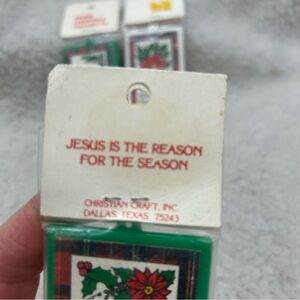 JESUS IS THE REASON
FOR THE SEASON
CHRISTIAN CRAFT, INC.
DALLAS, TEXAS 75243